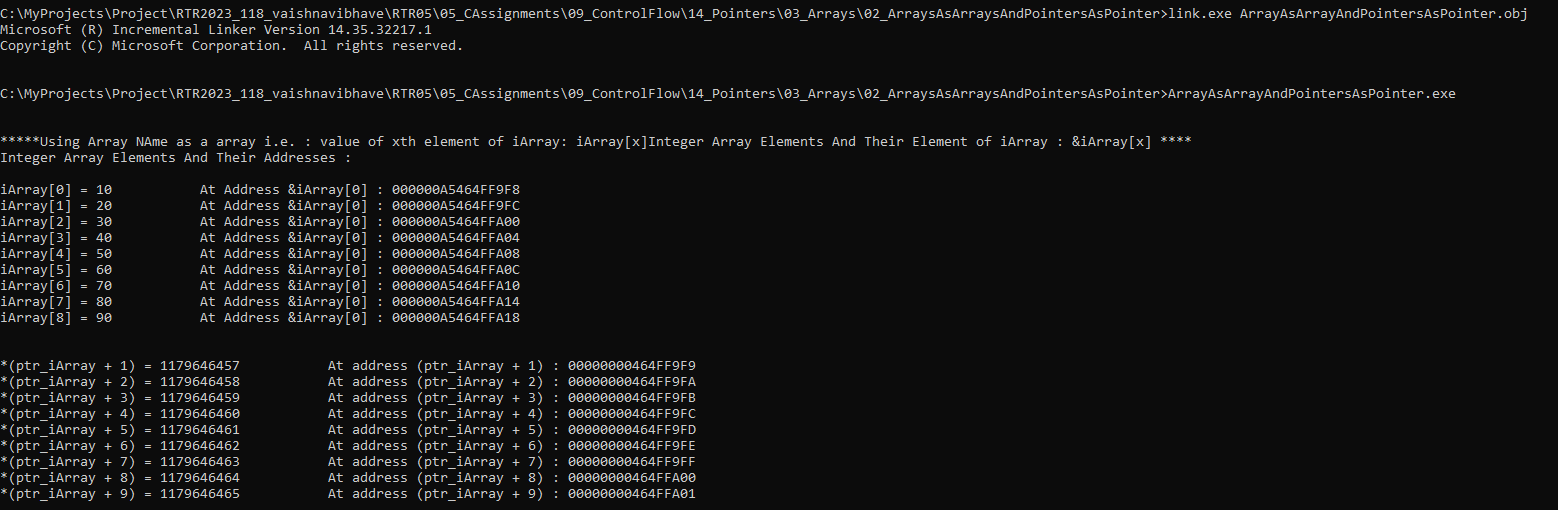 C:\MyProjects\Project\RTR2023_118_vaishnavibhave\RTR05\05_CAssignments\09_ControlFlow\14_Pointers\03_Arrays\02_ArraysAsArraysAndPointersAsPointer>link.exe ArrayAsArrayAndPointersAsPointer.obj
Microsoft (R) Incremental Linker Version 14.35.32217.1
Copyright (C) Microsoft Corporation.  All rights reserved.
C:\MyProjects\Project\RTR2023_118_vaishnavibhave\RTR05\05_CAssignments\09_ControlFlow\14_Pointers\03_Arrays\02_ArraysAsArraysAndPointersAsPointer>ArrayAsArrayAndPointersAsPointer.exe
*****Using Array NAme as a array i.e. : value of xth element of iArray: iArray[x]Integer Array Elements And Their Element of iArray : &iArray[x] ****
Integer Array Elements And Their Addresses :
iArray[0] = 10           At Address &iArray[0] : 000000A5464FF9F8
iArray[1] = 20           At Address &iArray[0] : 000000A5464FF9FC
iArray[2] = 30           At Address &iArray[0] : 000000A5464FFA00
iArray[3] = 40           At Address &iArray[0] : 000000A5464FFA04
iArray[4] = 50           At Address &iArray[0] : 000000A5464FFA08
iArray[5] = 60           At Address &iArray[0] : 000000A5464FFA0C
iArray[6] = 70           At Address &iArray[0] : 000000A5464FFA10
iArray[7] = 80           At Address &iArray[0] : 000000A5464FFA14
iArray[8] = 90           At Address &iArray[0] : 000000A5464FFA18
*(ptr_iArray + 1) = 1179646457           At address (ptr_iArray + 1) : 00000000464FF9F9
*(ptr_iArray + 2) = 1179646458           At address (ptr_iArray + 2) : 00000000464FF9FA
*(ptr_iArray + 3) = 1179646459           At address (ptr_iArray + 3) : 00000000464FF9FB
*(ptr_iArray + 4) = 1179646460           At address (ptr_iArray + 4) : 00000000464FF9FC
*(ptr_iArray + 5) = 1179646461           At address (ptr_iArray + 5) : 00000000464FF9FD
*(ptr_iArray + 6) = 1179646462           At address (ptr_iArray + 6) : 00000000464FF9FE
*(ptr_iArray + 7) = 1179646463           At address (ptr_iArray + 7) : 00000000464FF9FF
*(ptr_iArray + 8) = 1179646464           At address (ptr_iArray + 8) : 00000000464FFA00
*(ptr_iArray + 9) = 1179646465           At address (ptr_iArray + 9) : 00000000464FFA01